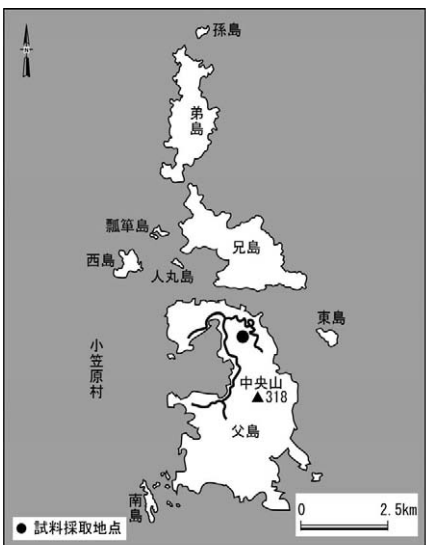 N
孫島
弟島
瓢箪島
兄島
西島
人丸島
東島
小笠原村
中央山
▲318
父島
南島
● 試料採取地点
0 2.5km